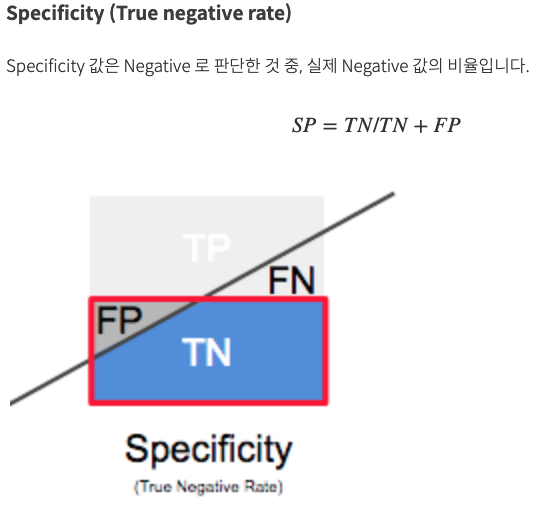 Specificity (True negative rate)
Specificity 값은 Negative 로 판단한 것 중, 실제 Negative 값의 비율입니다.
SP = TN/TN + FP
TP
FN
FP
TN
Specificity
(True Negative Rate)